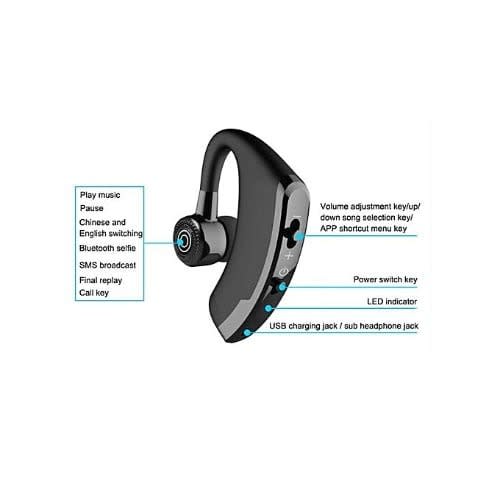 Play music
Pause
Chinese and
English switching
Bluetooth selfie
SMS broadcast
Final replay
Call key
Volume adjustment key/up/
down song selection key/
APP shortcut menu key
Power switch key
LED indicator
USB charging jack / sub headphone jack